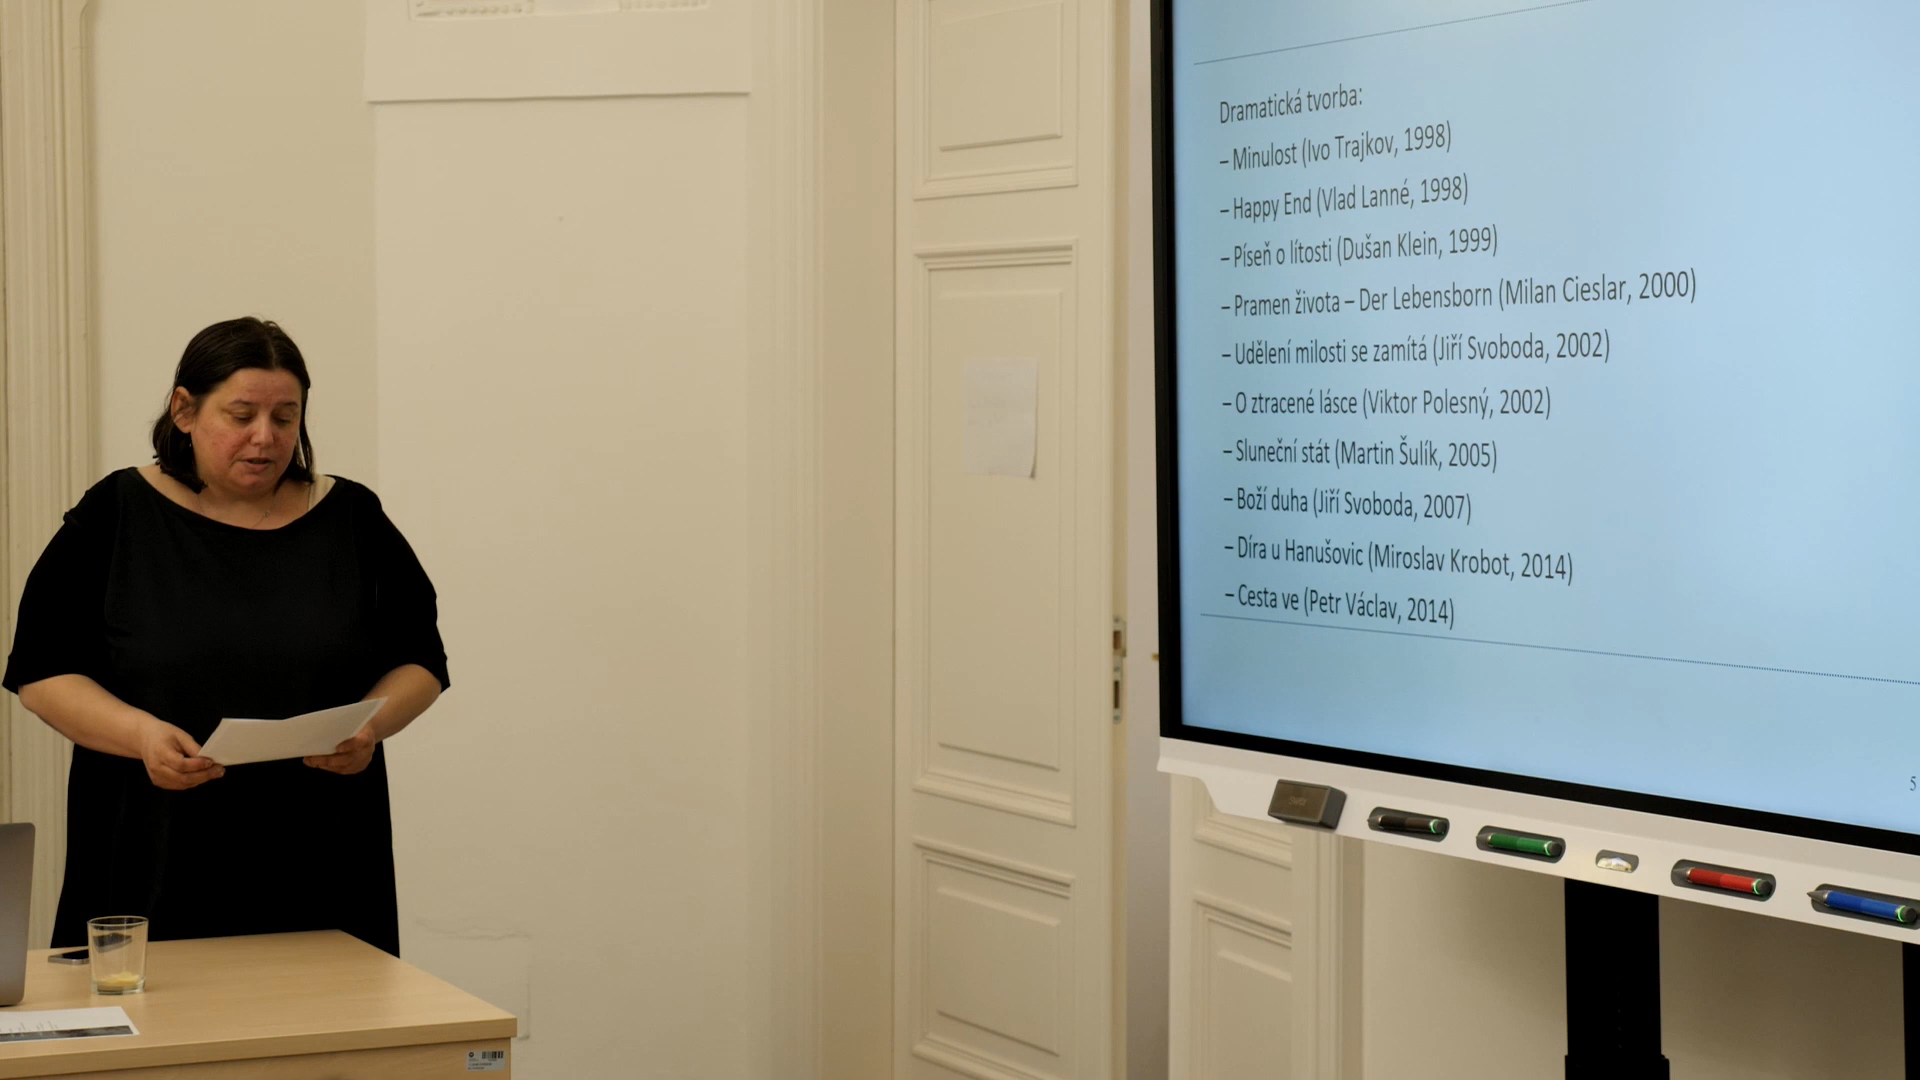 Dramatická tvorba:
– Minulost (Ivo Trajkov, 1998)
– Happy End (Vlad Lanné, 1998)
– Píseň o lítosti (Dušan Klein, 1999)
– Pramen života – Der Lebensborn (Milan Cieslar, 2000)
– Udělení milosti se zamítá (Jiří Svoboda, 2002)
– O ztracené lásce (Viktor Polesný, 2002)
– Sluneční stát (Martin Šulík, 2005)
– Boží duha (Jiří Svoboda, 2007)
– Díra u Hanušovic (Miroslav Krobot, 2014)
– Cesta ve (Petr Václav, 2014)
5